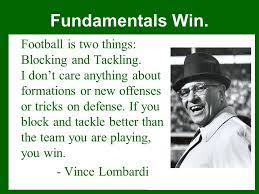 Fundamentals Win.
Football is two things:
Blocking and Tackling.
I don't care anything about
formations or new offenses
or tricks on defense. If you
block and tackle better than
the team you are playing,
you win.
- Vince Lombardi